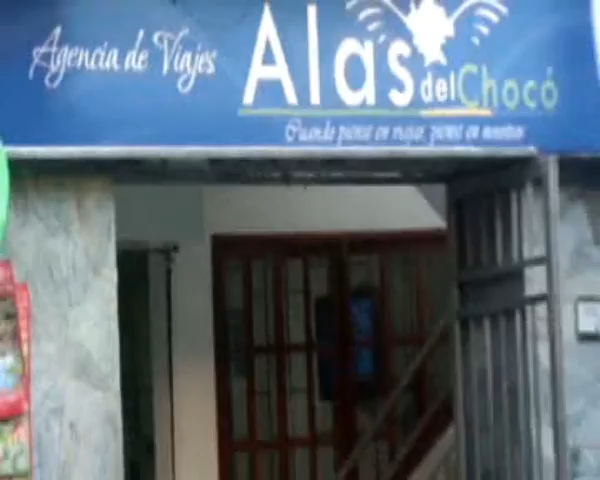 Agencia de Viajes
Alas del Chocó
Cuando piense en viajar, piense en nosotros